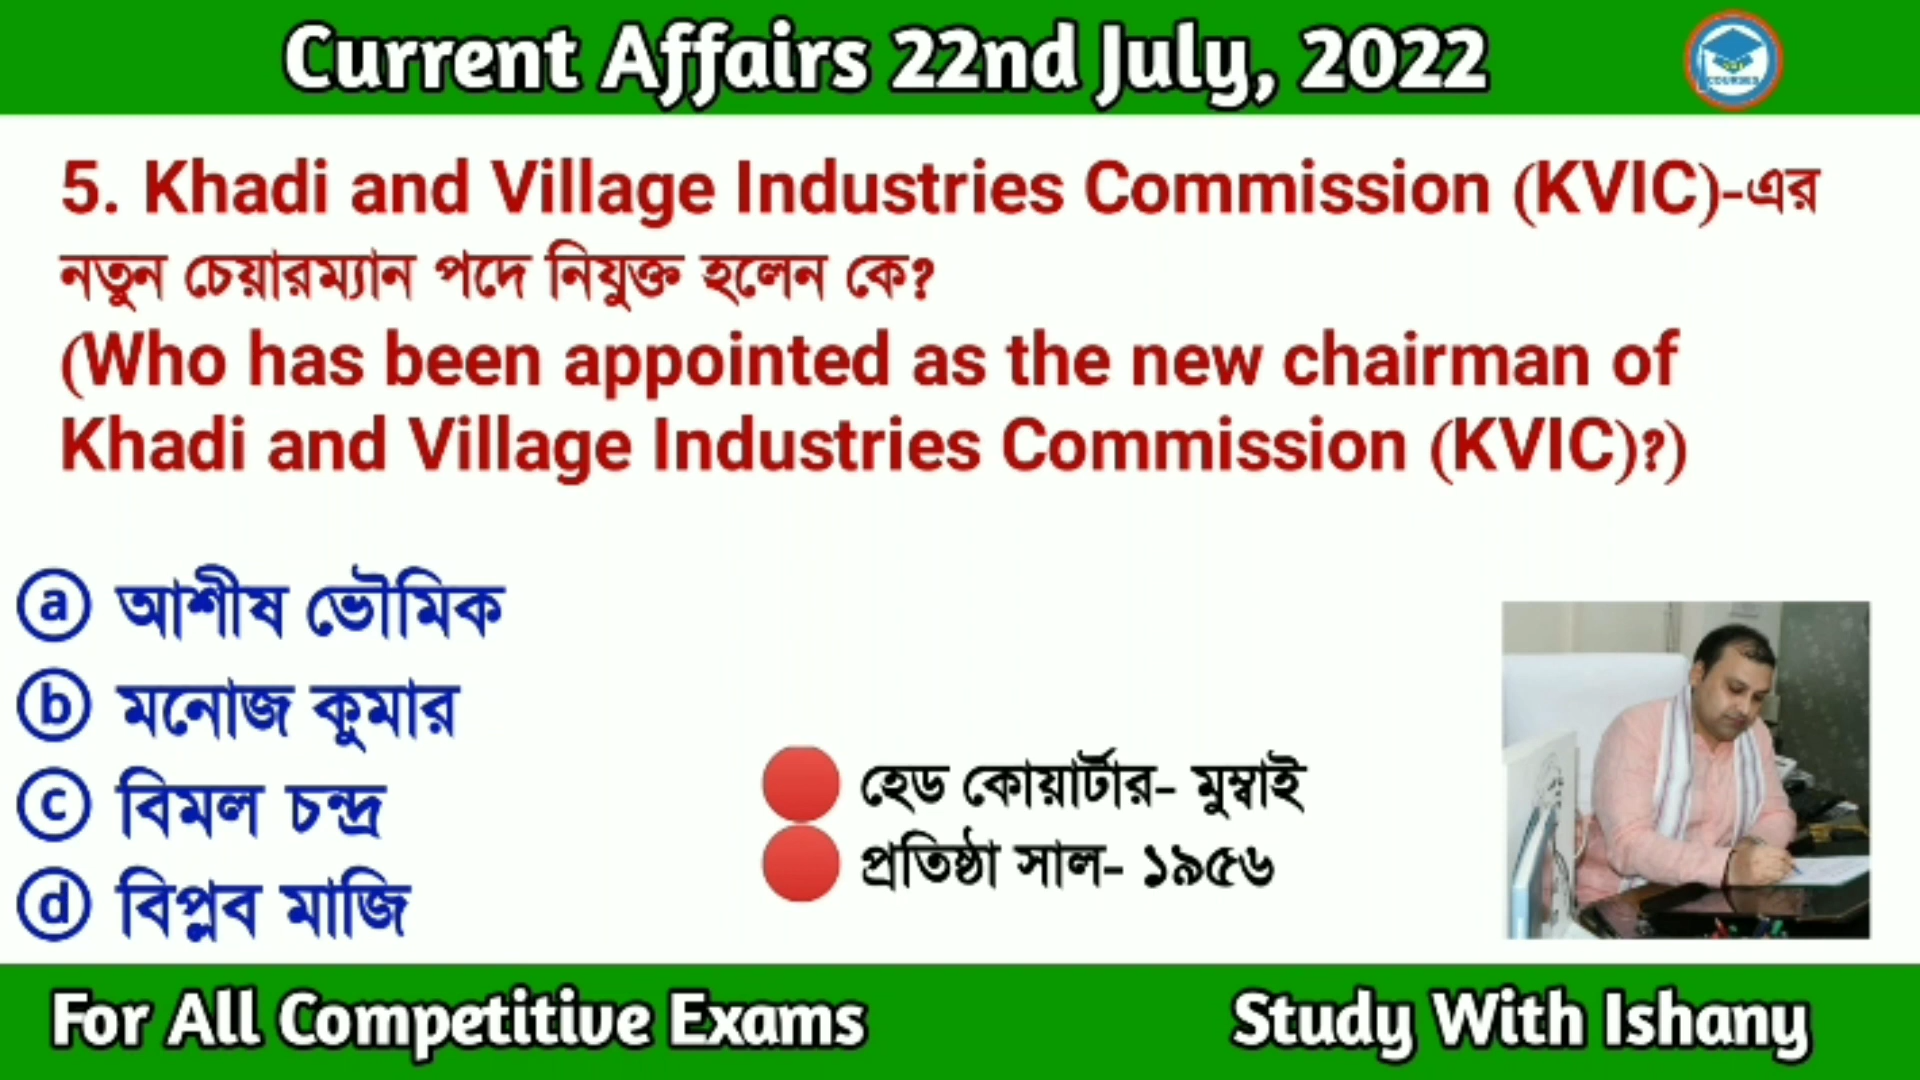 Current Affairs 22nd July, 2022
COURSES
5. Khadi and Village Industries Commission (KVIC)-এর
নতুন চেয়ারম্যান পদে নিযুক্ত হলেন কে?
(Who has been appointed as the new chairman of
Khadi and Village Industries Commission (KVIC)?)
ⓐ আশীষ ভৌমিক
ⓑ মনোজ কুমার
ⓒ বিমল চন্দ্র
ⓓ বিপ্লব মাজি
হেড কোয়ার্টার- মুম্বাই
প্রতিষ্ঠা সাল- ১৯৫৬
For All Competitive Exams
Study With Ishany